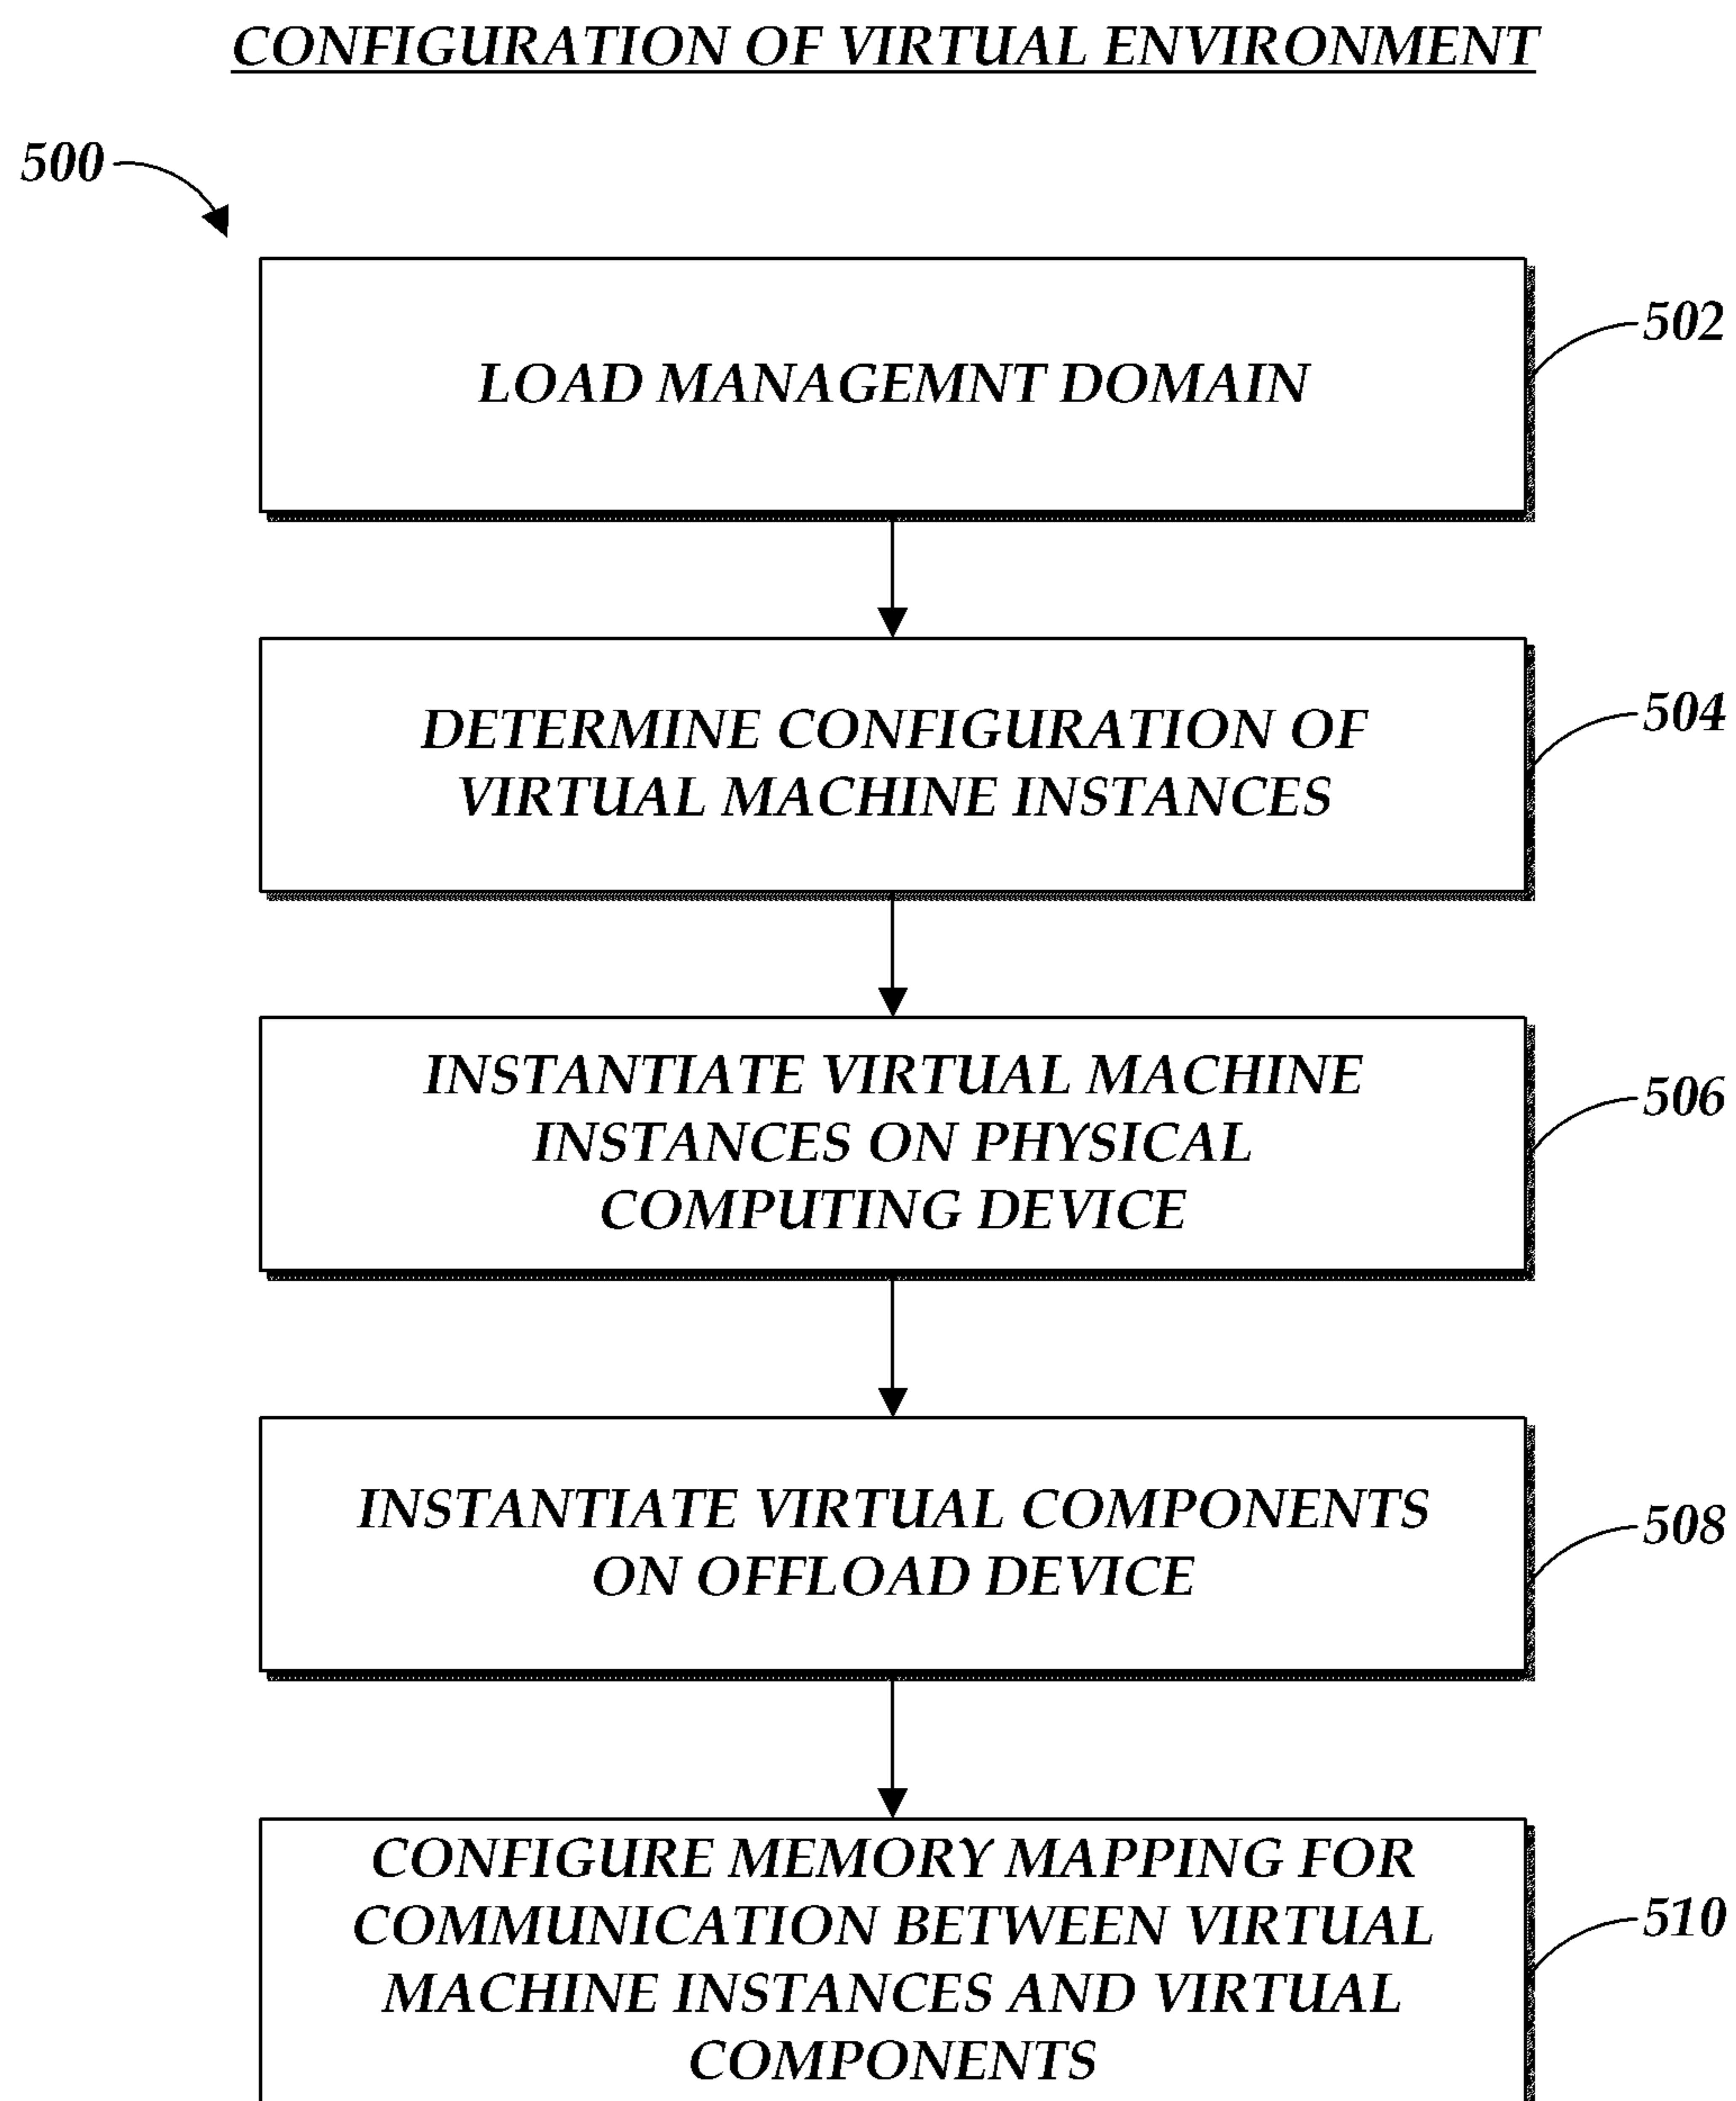 CONFIGURATION OF VIRTUAL ENVIRONMENT
500
LOAD MANAGEMNT DOMAIN
502
DETERMINE CONFIGURATION OF
VIRTUAL MACHINE INSTANCES
504
INSTANTIATE VIRTUAL MACHINE
INSTANCES ON PHYSICAL
COMPUTING DEVICE
506
INSTANTIATE VIRTUAL COMPONENTS
ON OFFLOAD DEVICE
508
CONFIGURE MEMORY MAPPING FOR
COMMUNICATION BETWEEN VIRTUAL
MACHINE INSTANCES AND VIRTUAL
COMPONENTS
510